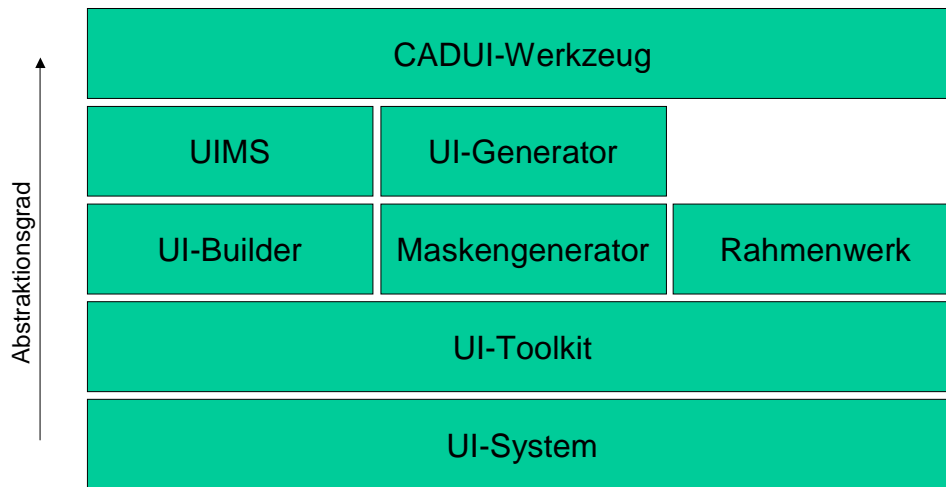 CADUI-Werkzeug
UIMS
UI-Generator
UI-Builder
Maskengenerator
Rahmenwerk
UI-Toolkit
UI-System
Abstraktionsgrad